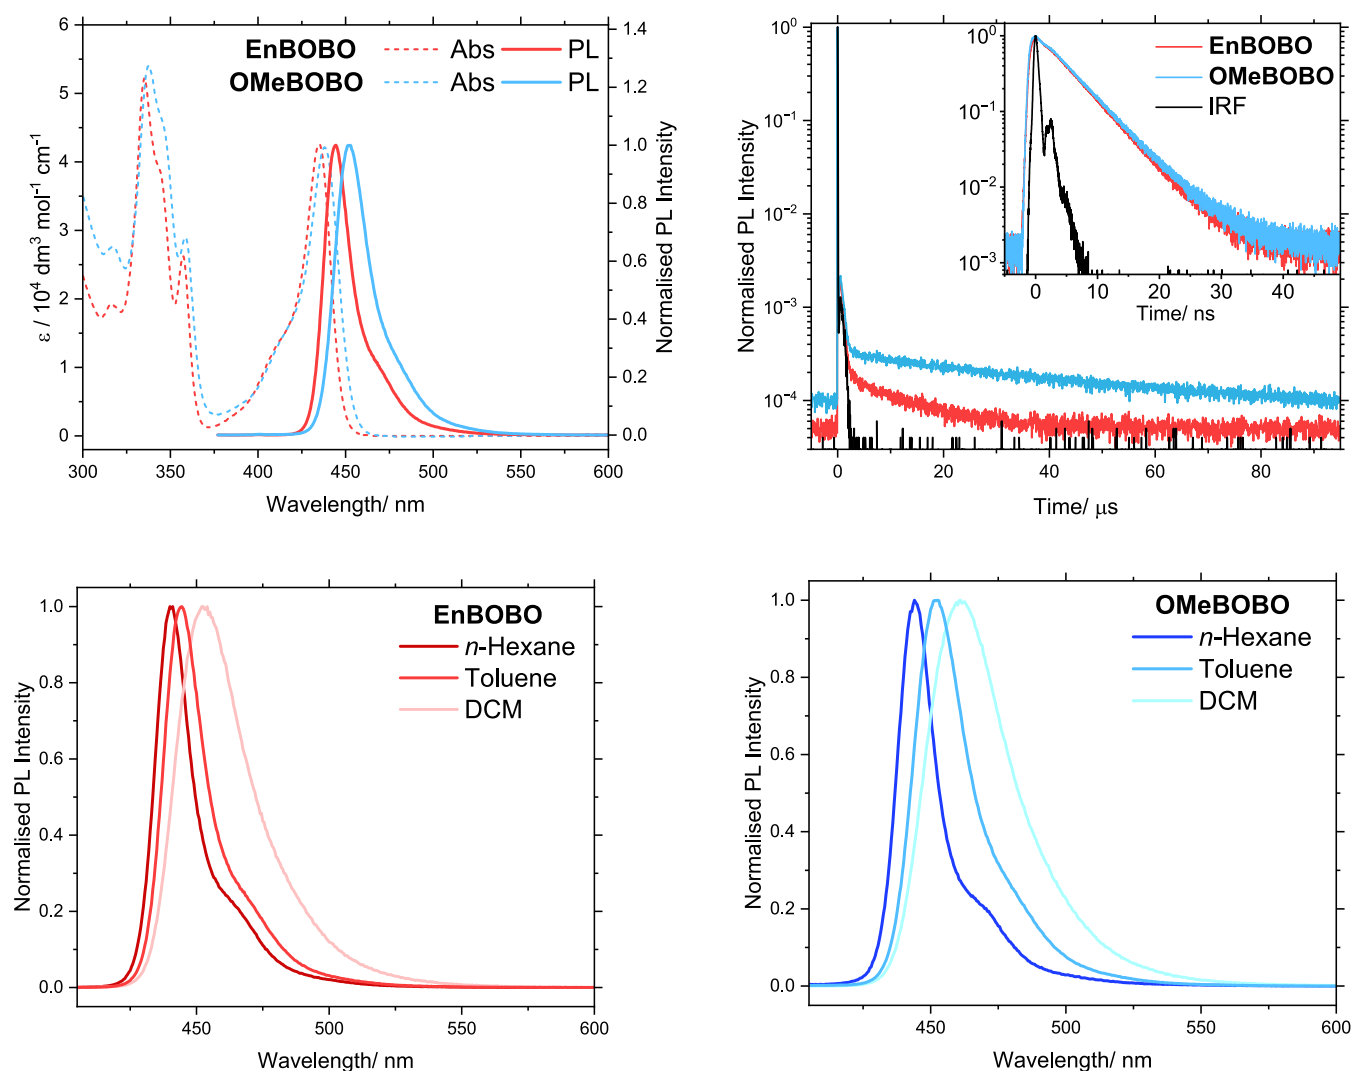 EnBOBO Abs PL
OMeBOBO Abs PL
6
5
4
3
2
1
0
ε / 10⁴ dm³ mol⁻¹ cm⁻¹
1.4
1.2
1.0
0.8
0.6
0.4
0.2
0.0
Normalised PL Intensity
300 350 400 450 500 550 600
Wavelength/ nm
EnBOBO
OMeBOBO
IRF
10⁰
10⁻¹
10⁻²
10⁻³
10⁻⁴
Normalised PL Intensity
10⁰
10⁻¹
10⁻²
10⁻³
0 10 20 30 40
Time/ ns
0 20 40 60 80
Time/ μs
EnBOBO
n-Hexane
Toluene
DCM
1.0
0.8
0.6
0.4
0.2
0.0
Normalised PL Intensity
450 500 550 600
Wavelength/ nm
OMeBOBO
n-Hexane
Toluene
DCM
1.0
0.8
0.6
0.4
0.2
0.0
Normalised PL Intensity
450 500 550 600
Wavelength/ nm